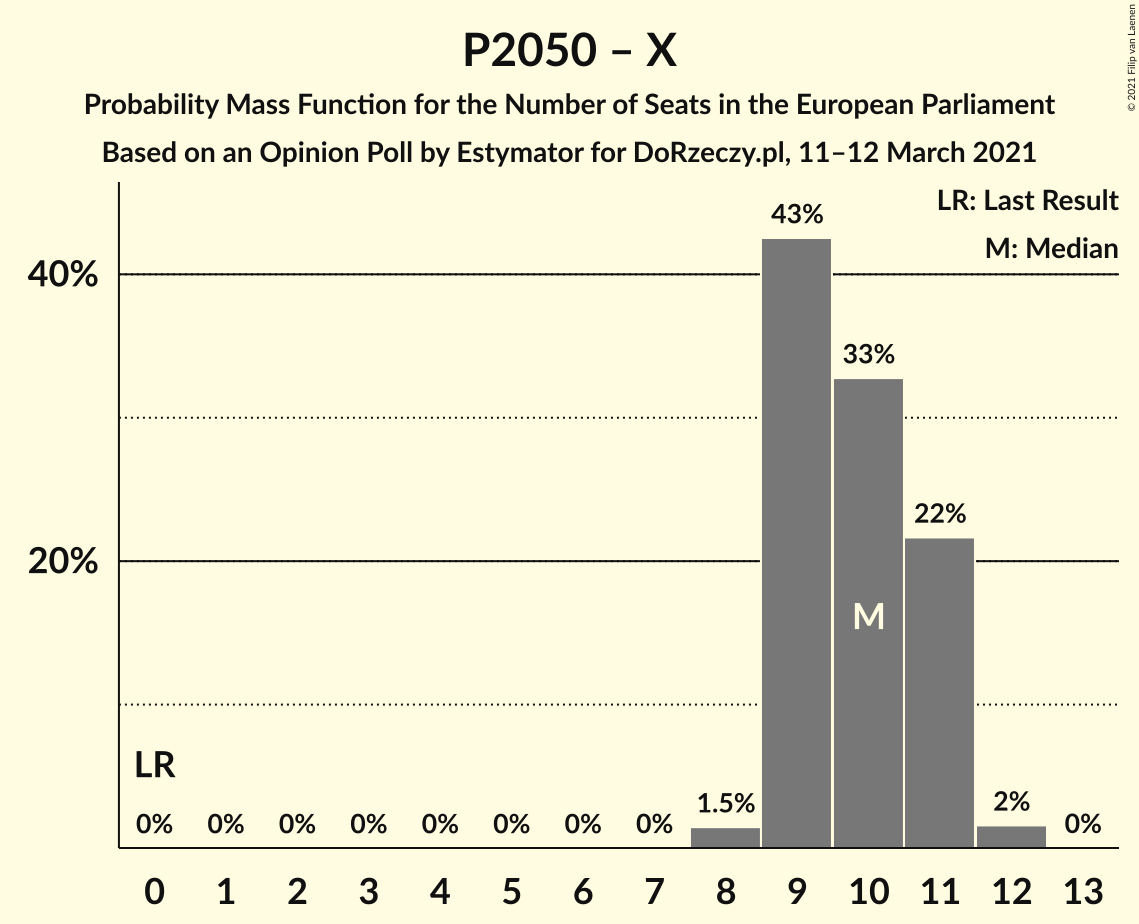 P2050 – X
Probability Mass Function for the Number of Seats in the European Parliament
Based on an Opinion Poll by Estymator for DoRzeczy.pl, 11–12 March 2021
© 2021 Filip van Laenen
LR: Last Result
M: Median
43%
40%
33%
22%
20%
M
LR
0% 0% 0% 0% 0% 0% 0% 0% 1.5% 2% 0%
0 1 2 3 4 5 6 7 8 9 10 11 12 13